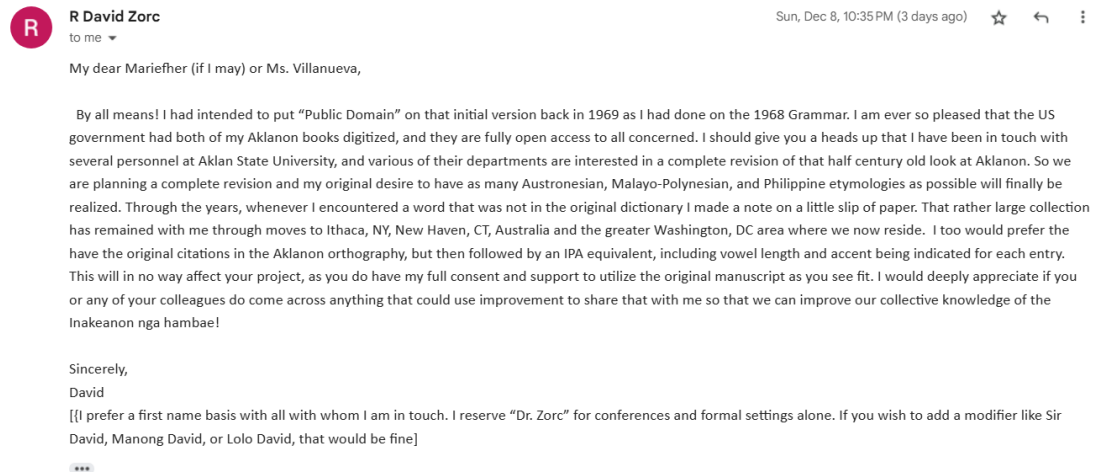 R
R David Zorc
Sun, Dec 8, 10:35 PM (3 days ago)
to me
My dear Mariefher (if I may) or Ms. Villanueva,
By all means! I had intended to put “Public Domain” on that initial version back in 1969 as I had done on the 1968 Grammar. I am ever so pleased that the US
government had both of my Aklanon books digitized, and they are fully open access to all concerned. I should give you a heads up that I have been in touch with
several personnel at Aklan State University, and various of their departments are interested in a complete revision of that half century old look at Aklanon. So we
are planning a complete revision and my original desire to have as many Austronesian, Malayo-Polynesian, and Philippine etymologies as possible will finally be
realized. Through the years, whenever I encountered a word that was not in the original dictionary I made a note on a little slip of paper. That rather large collection
has remained with me through moves to Ithaca, NY, New Haven, CT, Australia and the greater Washington, DC area where we now reside.  I too would prefer the
have the original citations in the Aklanon orthography, but then followed by an IPA equivalent, including vowel length and accent being indicated for each entry.
This will in no way affect your project, as you do have my full consent and support to utilize the original manuscript as you see fit. I would deeply appreciate if you
or any of your colleagues do come across anything that could use improvement to share that with me so that we can improve our collective knowledge of the
Inakeanon nga hambae!
Sincerely,
David
[{I prefer a first name basis with all with whom I am in touch. I reserve “Dr. Zorc” for conferences and formal settings alone. If you wish to add a modifier like Sir
David, Manong David, or Lolo David, that would be fine]